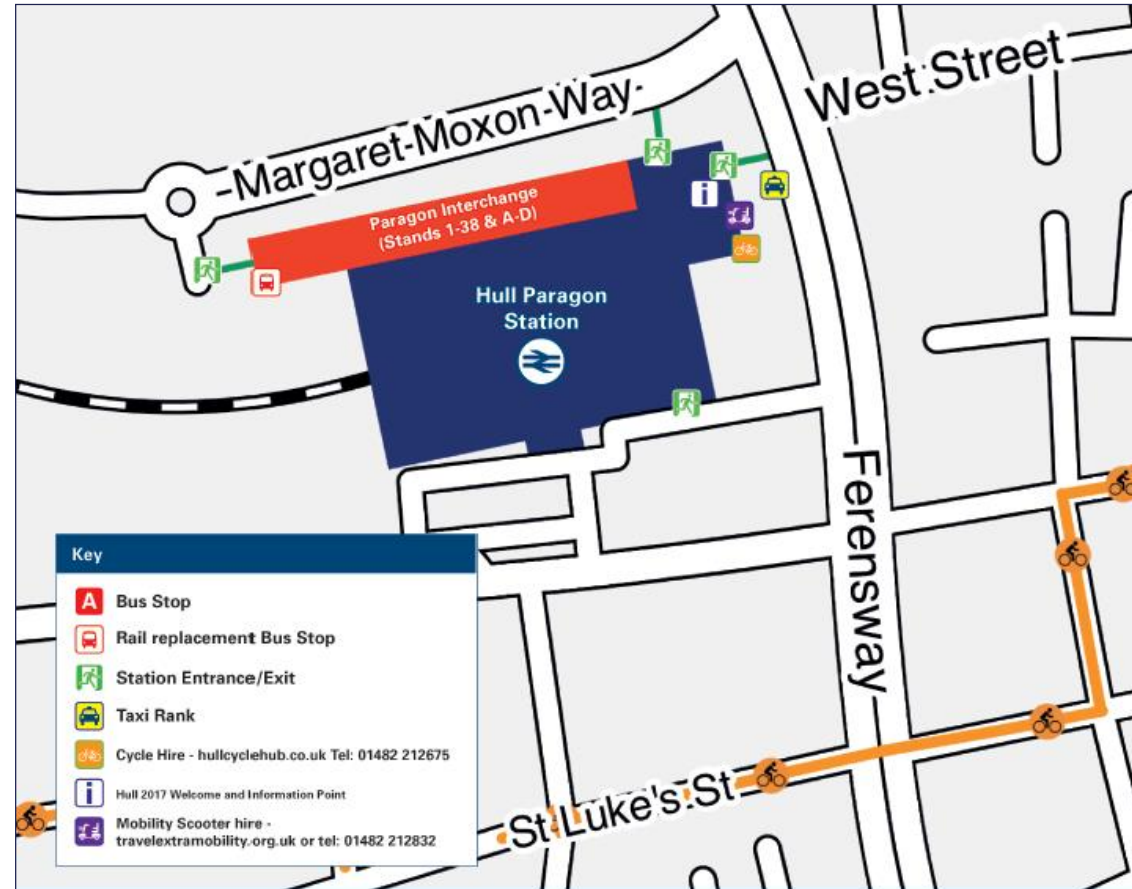 West Street
-Margaret-Moxon-Way-
Paragon Interchange
(Stands 1-38 & A-D)
i
Hull Paragon
Station
Ferensway
St Luke's St
Key
A Bus Stop
Rail replacement Bus Stop
Station Entrance/Exit
Taxi Rank
Cycle Hire - hullcyclehub.co.uk Tel: 01482 212675
i Hull 2017 Welcome and Information Point
Mobility Scooter hire -
travelextramobility.org.uk or tel: 01482 212832